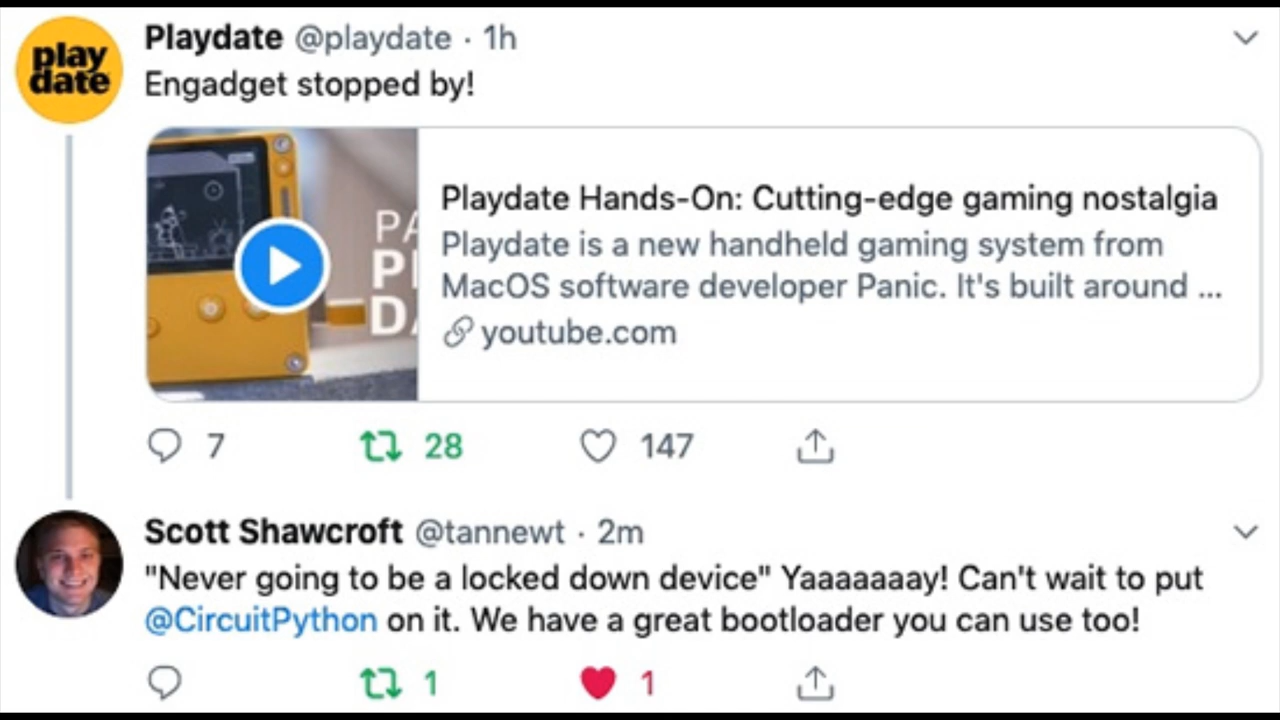 play
date
Playdate @playdate · 1h
Engadget stopped by!
PA
PL
DA
Playdate Hands-On: Cutting-edge gaming nostalgia
Playdate is a new handheld gaming system from
MacOS software developer Panic. It's built around ...
youtube.com
7 28 147
Scott Shawcroft @tannewt · 2m
"Never going to be a locked down device" Yaaaaaaay! Can't wait to put
@CircuitPython on it. We have a great bootloader you can use too!
1 1